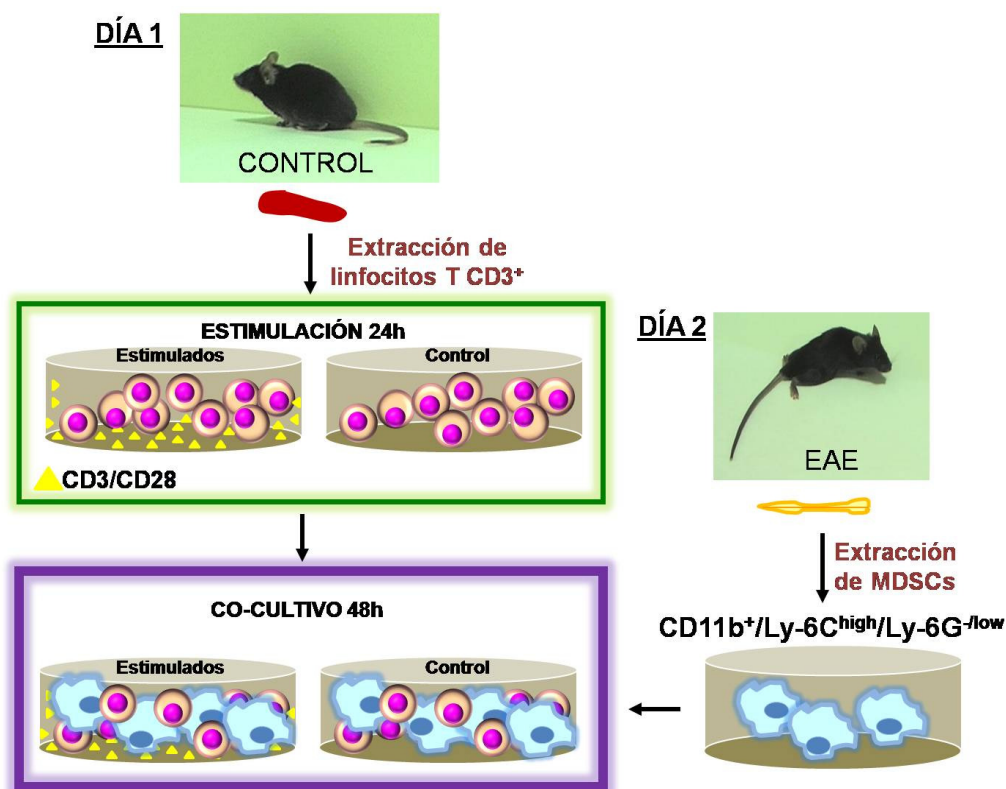 DÍA 1
CONTROL
Extracción de
linfocitos T CD3⁺
ESTIMULACIÓN 24h
Estimulados
Control
CD3/CD28
DÍA 2
EAE
Extracción
de MDSCs
CD11b⁺/Ly-6Cʰⁱᵍʰ/Ly-6G⁻/ˡᵒʷ
CO-CULTIVO 48h
Estimulados
Control